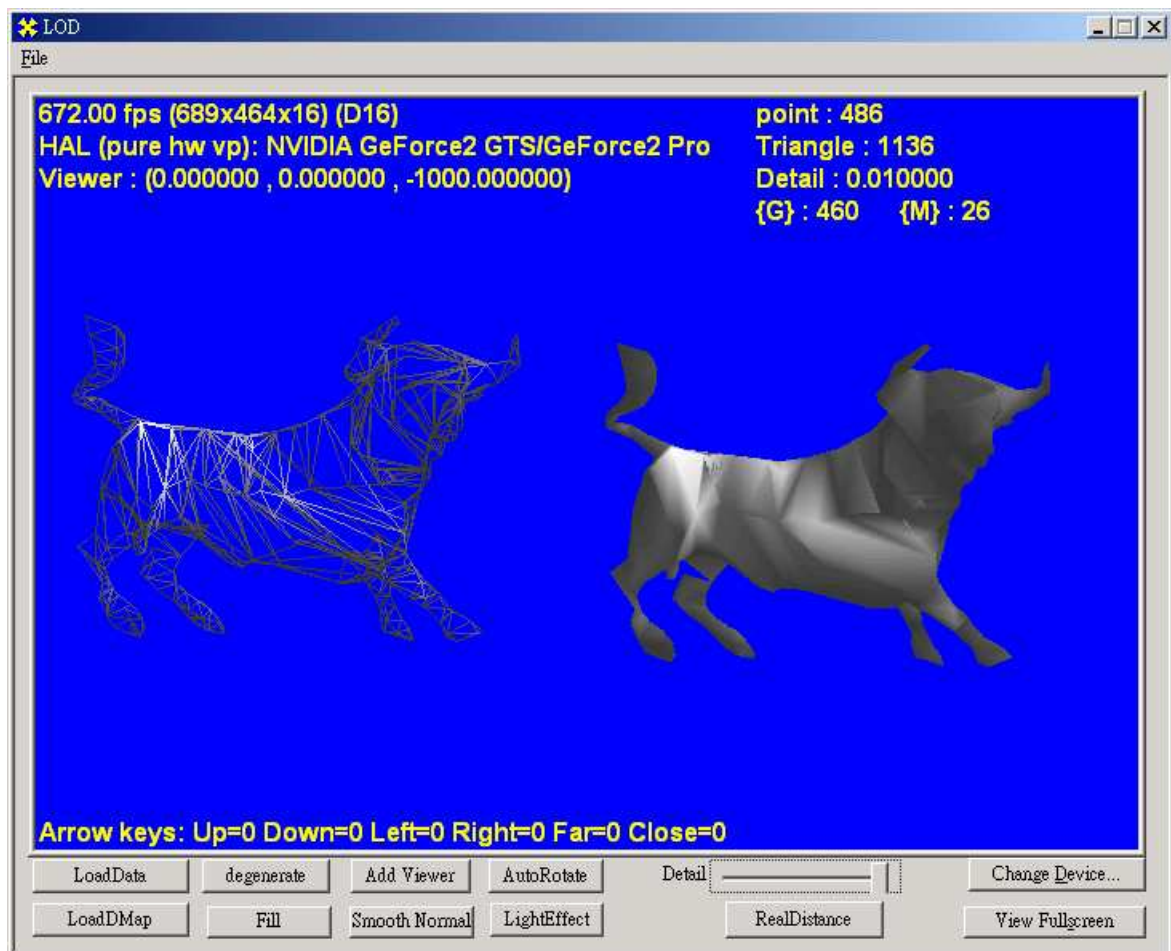 LOD
File
672.00 fps (689x464x16) (D16)
HAL (pure hw vp): NVIDIA GeForce2 GTS/GeForce2 Pro
Viewer : (0.000000 , 0.000000 , -1000.000000)
point : 486
Triangle : 1136
Detail : 0.010000
{G} : 460 {M} : 26
Arrow keys: Up=0 Down=0 Left=0 Right=0 Far=0 Close=0
LoadData degenerate Add Viewer AutoRotate Detail Change Device...
LoadDMap Fill Smooth Normal LightEffect RealDistance View Fullscreen